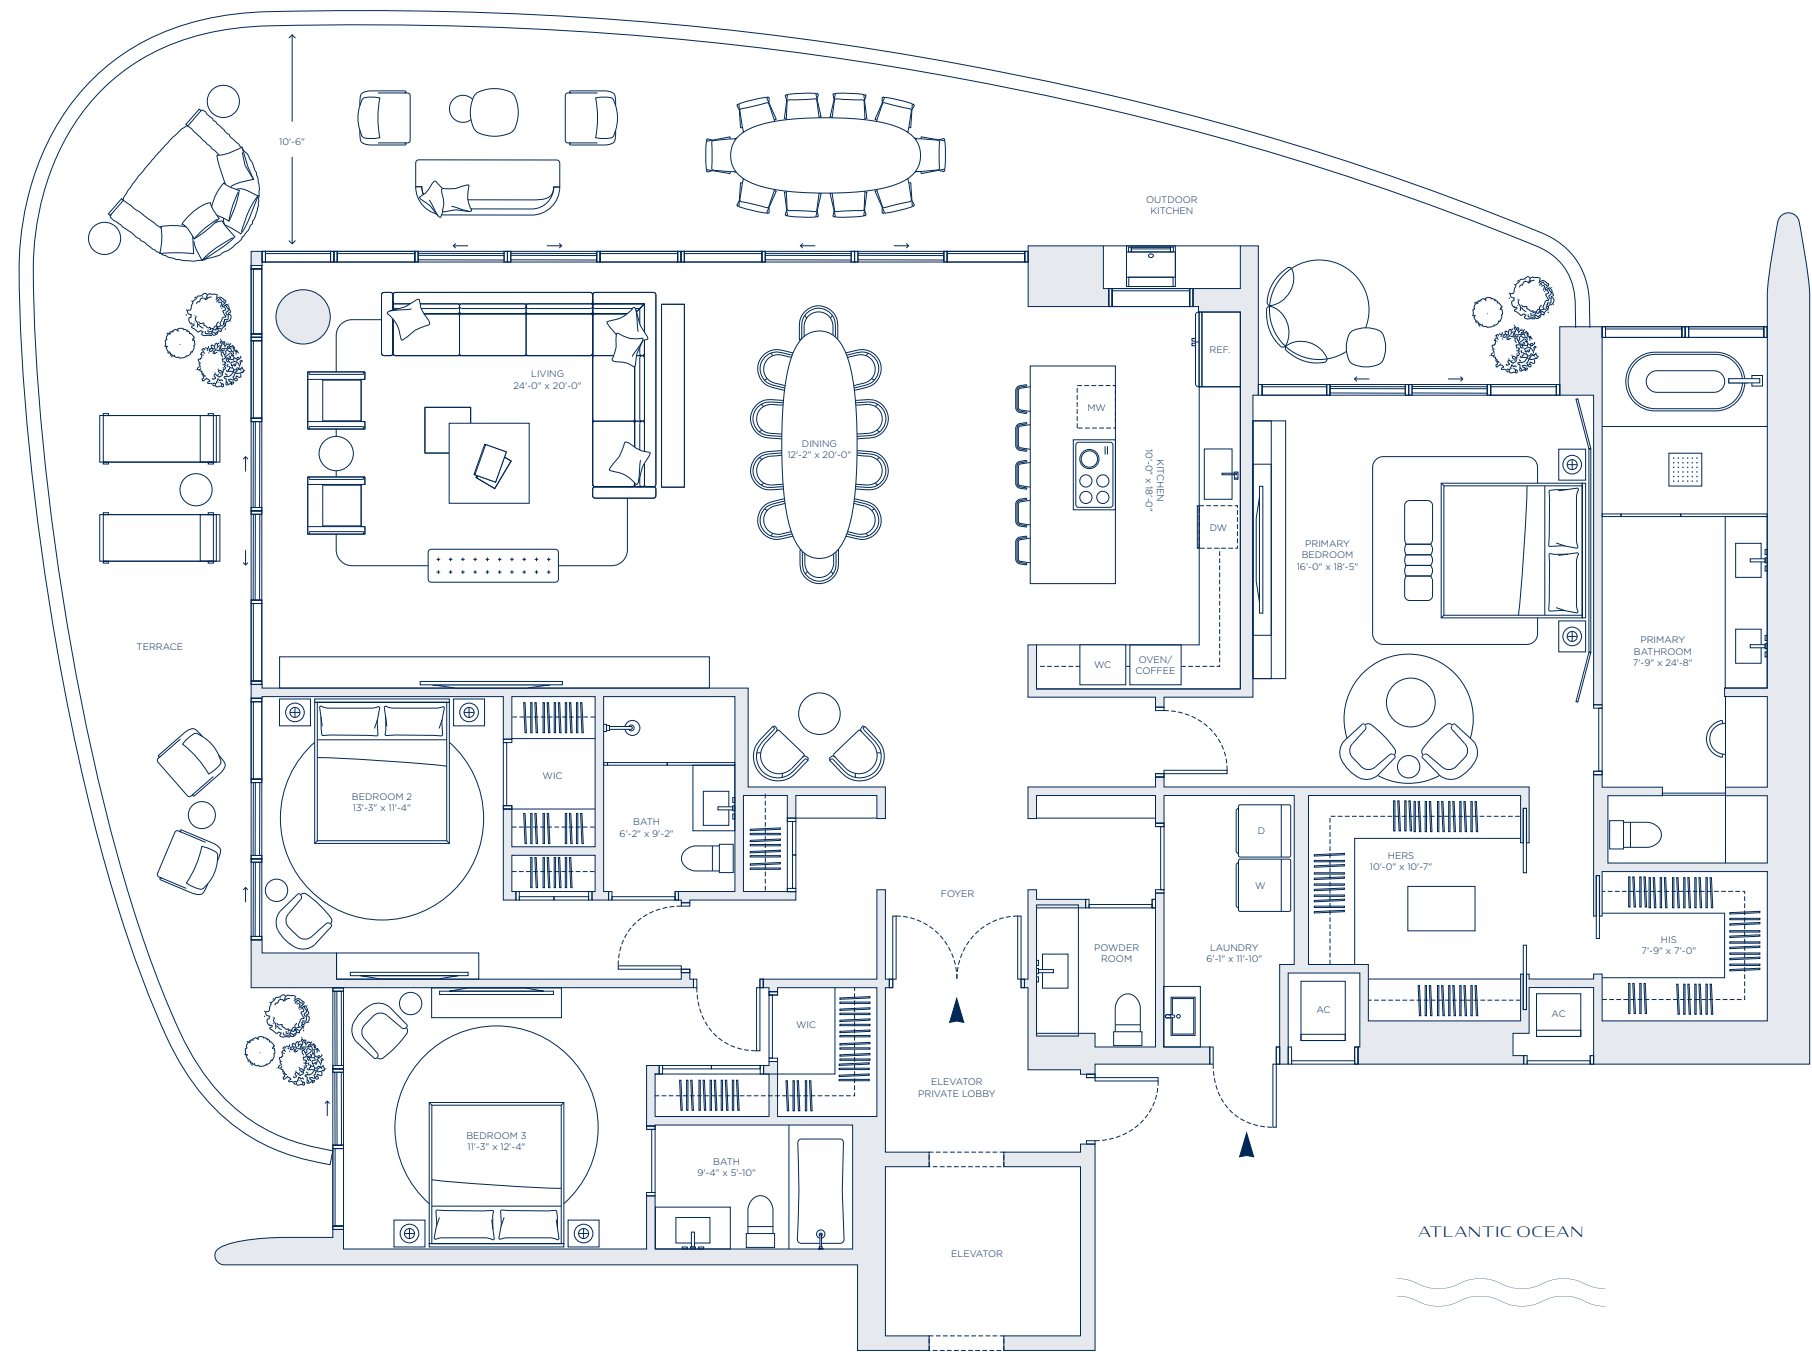 10'-6"
OUTDOOR
KITCHEN
REF.
LIVING
24'-0" x 20'-0"
MW
DINING
12'-2" x 20'-0"
KITCHEN
10'-0" x 18'-0"
DW
PRIMARY
BEDROOM
16'-0" x 18'-5"
TERRACE
PRIMARY
BATHROOM
7'-9" x 24'-8"
WC
OVEN/
COFFEE
WIC
BEDROOM 2
13'-3" x 11'-4"
BATH
6'-2" x 9'-2"
D
W
HERS
10'-0" x 10'-7"
FOYER
POWDER
ROOM
LAUNDRY
6'-1" x 11'-10"
HIS
7'-9" x 7'-0"
AC
AC
WIC
ELEVATOR
PRIVATE LOBBY
BEDROOM 3
11'-3" x 12'-4"
BATH
9'-4" x 5'-10"
ELEVATOR
ATLANTIC OCEAN